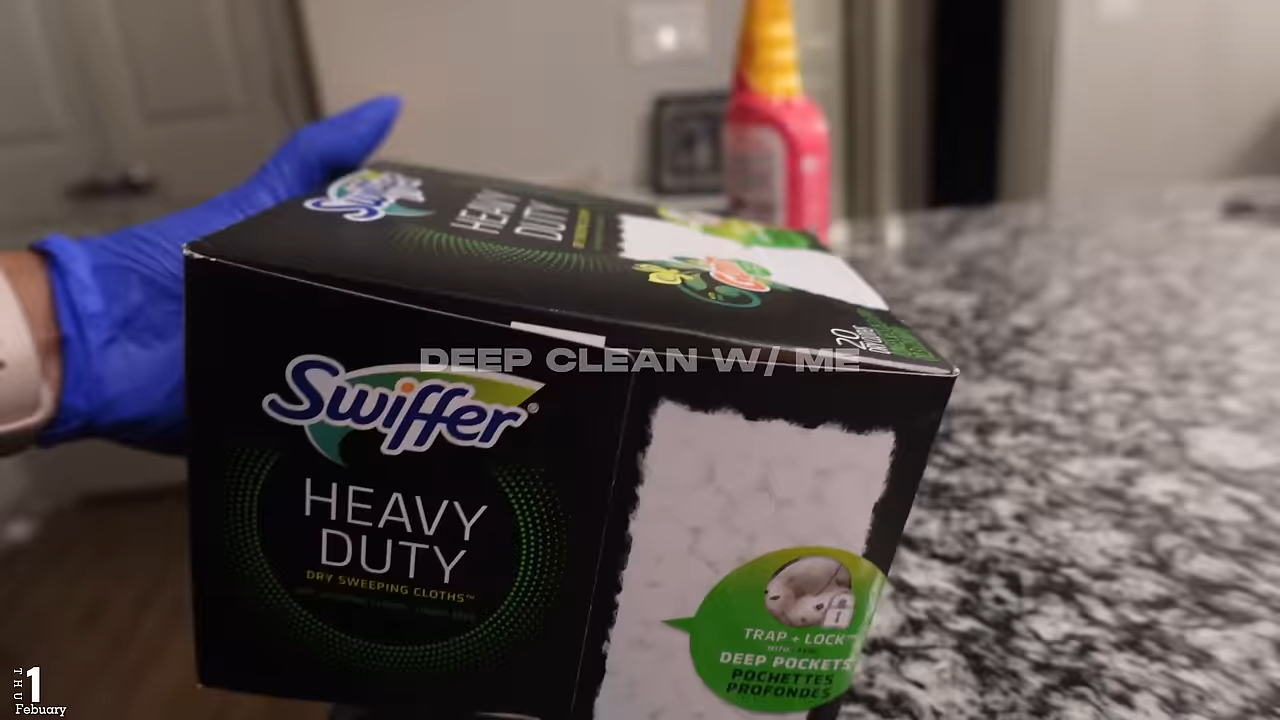 Swiffer
HEAVY
DUTY
20
DEEP CLEAN W/ ME
Swiffer
HEAVY
DUTY
DRY SWEEPING CLOTHS™
TRAP + LOCK™
DEEP POCKETS
POCHETTES
PROFONDES
THU
1
Febuary